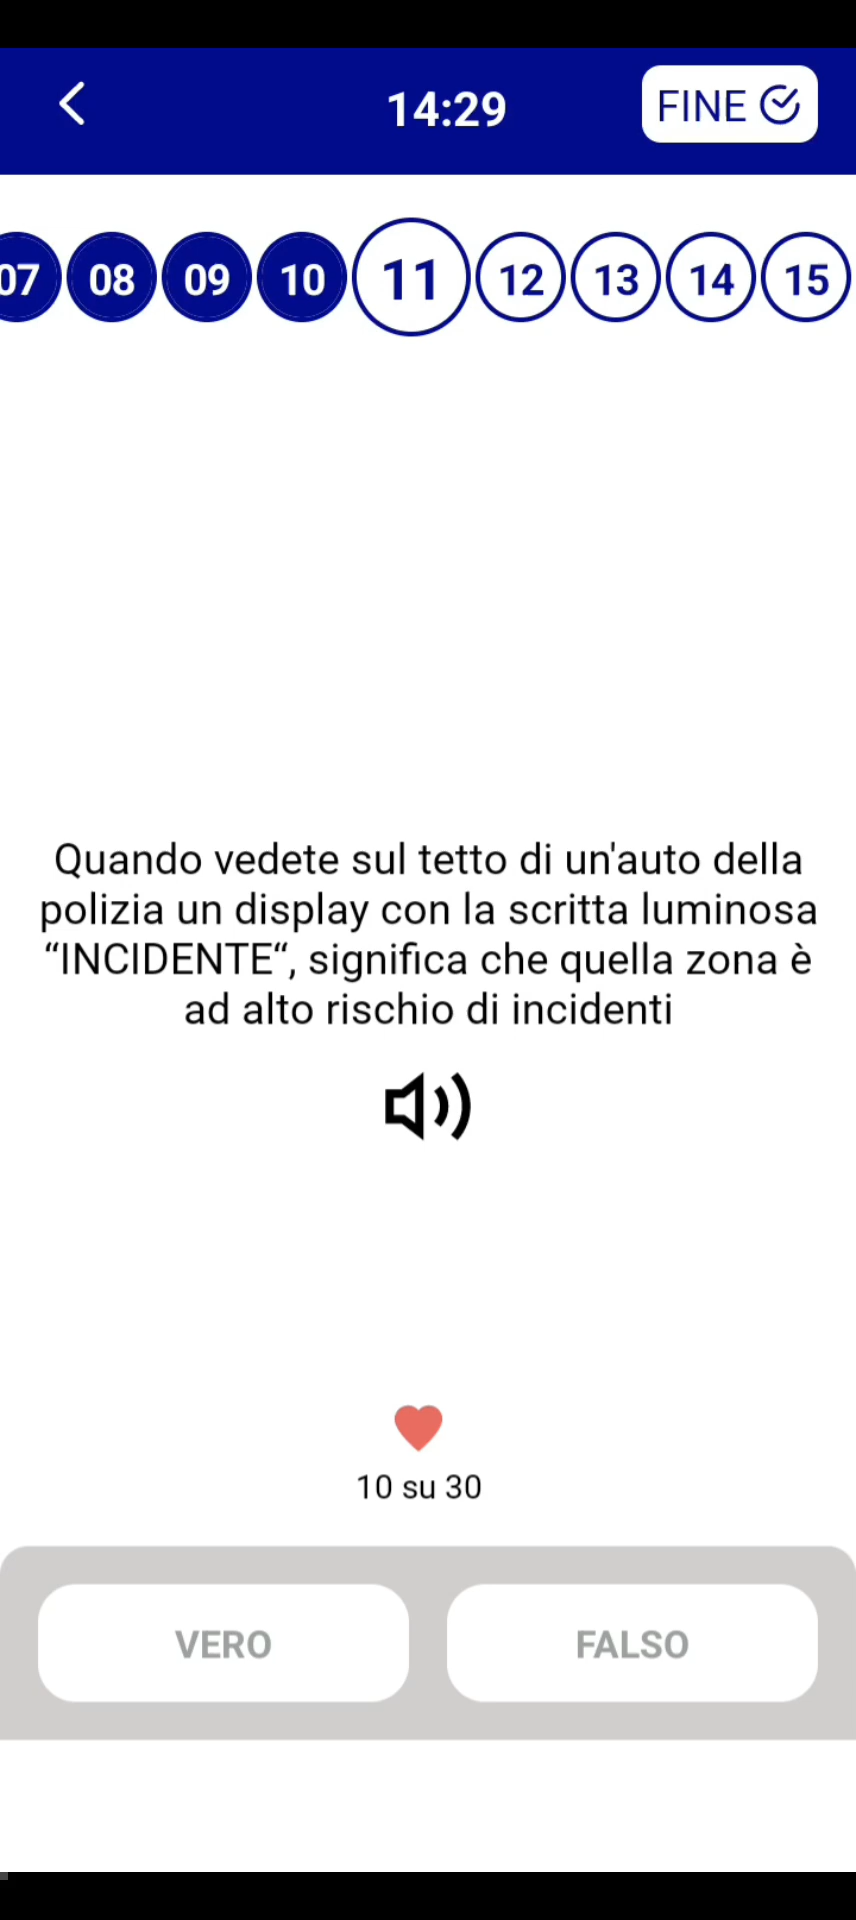 14:29
FINE
07 08 09 10 11 12 13 14 15
Quando vedete sul tetto di un'auto della
polizia un display con la scritta luminosa
“INCIDENTE“, significa che quella zona è
ad alto rischio di incidenti
10 su 30
VERO
FALSO